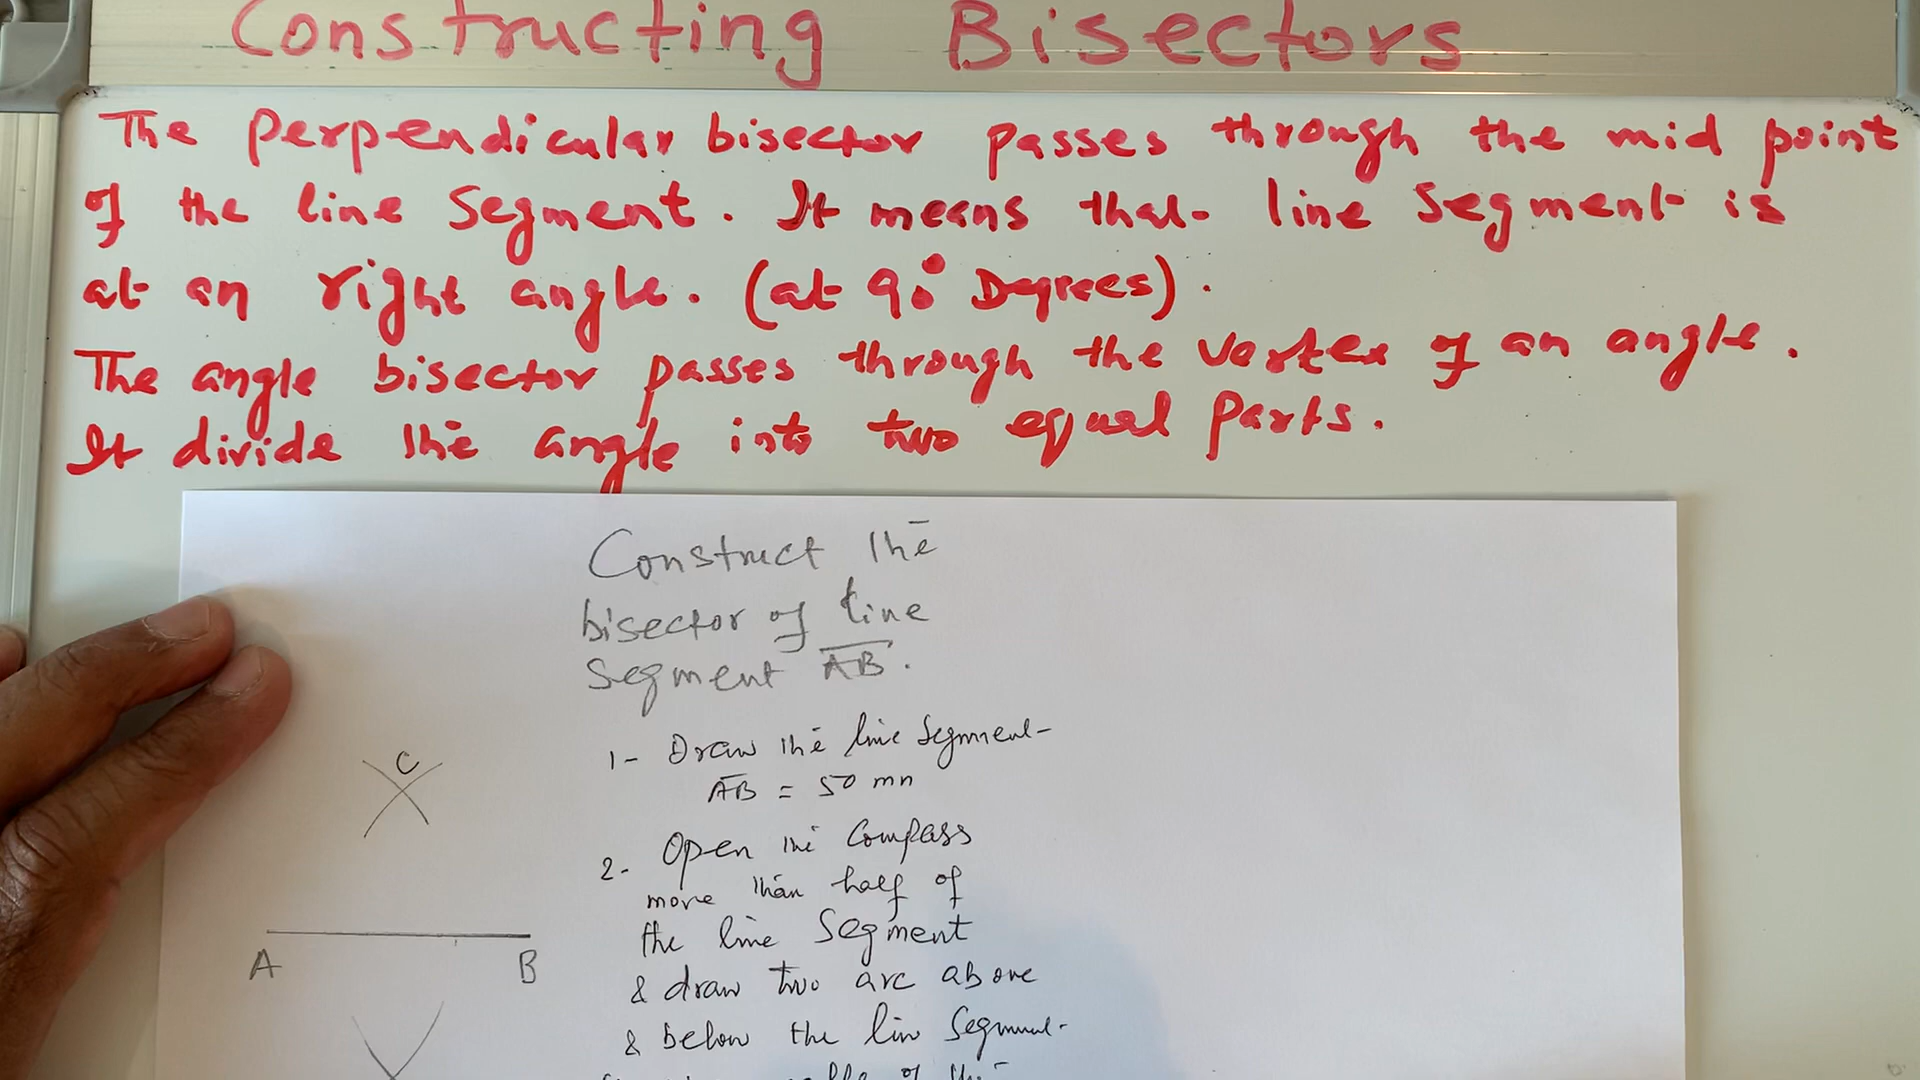 Constructing Bisectors
The perpendicular bisector passes through the mid point
of the line segment. It means that line segment is
at an right angle. (at 90° Degrees).
The angle bisector passes through the vertex of an angle.
It divide the angle into two equal parts.
Construct the
bisector of line
segment AB.
1- Draw the line segment
AB = 50 mm
2. Open the compass
more than half of
the line segment
& draw two arc above
& below the line segment
C
A
B